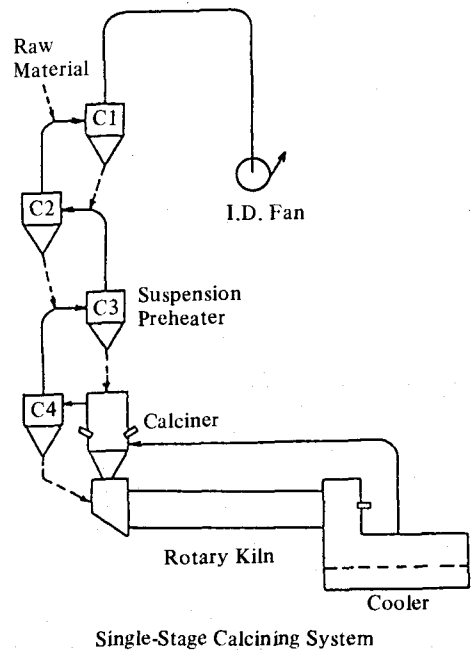 Raw
Material
C1
C2
I.D. Fan
C3
Suspension
Preheater
C4
Calciner
Rotary Kiln
Cooler
Single-Stage Calcining System